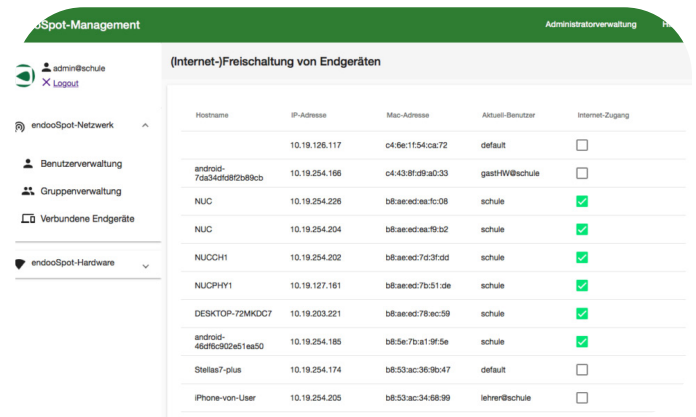 ooSpot-Management
Administratorverwaltung
admin@schule
Logout
(Internet-)Freischaltung von Endgeräten
endooSpot-Netzwerk
Benutzerverwaltung
Gruppenverwaltung
Verbundene Endgeräte
endooSpot-Hardware
Hostname IP-Adresse Mac-Adresse Aktuell-Benutzer Internet-Zugang
10.19.126.117 c4:6e:1f:54:ca:72 default
android-
7da34dfd8f2b89cb 10.19.254.166 c4:43:8f:d9:a0:33 gastHW@schule
NUC 10.19.254.226 b8:ae:ed:ea:fc:08 schule
NUC 10.19.254.204 b8:ae:ed:ea:f9:b2 schule
NUCCH1 10.19.254.202 b8:ae:ed:7d:3f:dd schule
NUCPHY1 10.19.127.161 b8:ae:ed:7b:51:de schule
DESKTOP-72MKDC7 10.19.203.221 b8:ae:ed:78:ec:59 schule
android-
46df6c902e51ea50 10.19.254.185 b8:5e:7b:a1:9f:5e schule
Stellas7-plus 10.19.254.174 b8:53:ac:36:9b:47 default
iPhone-von-User 10.19.254.205 b8:53:ac:34:68:99 lehrer@schule